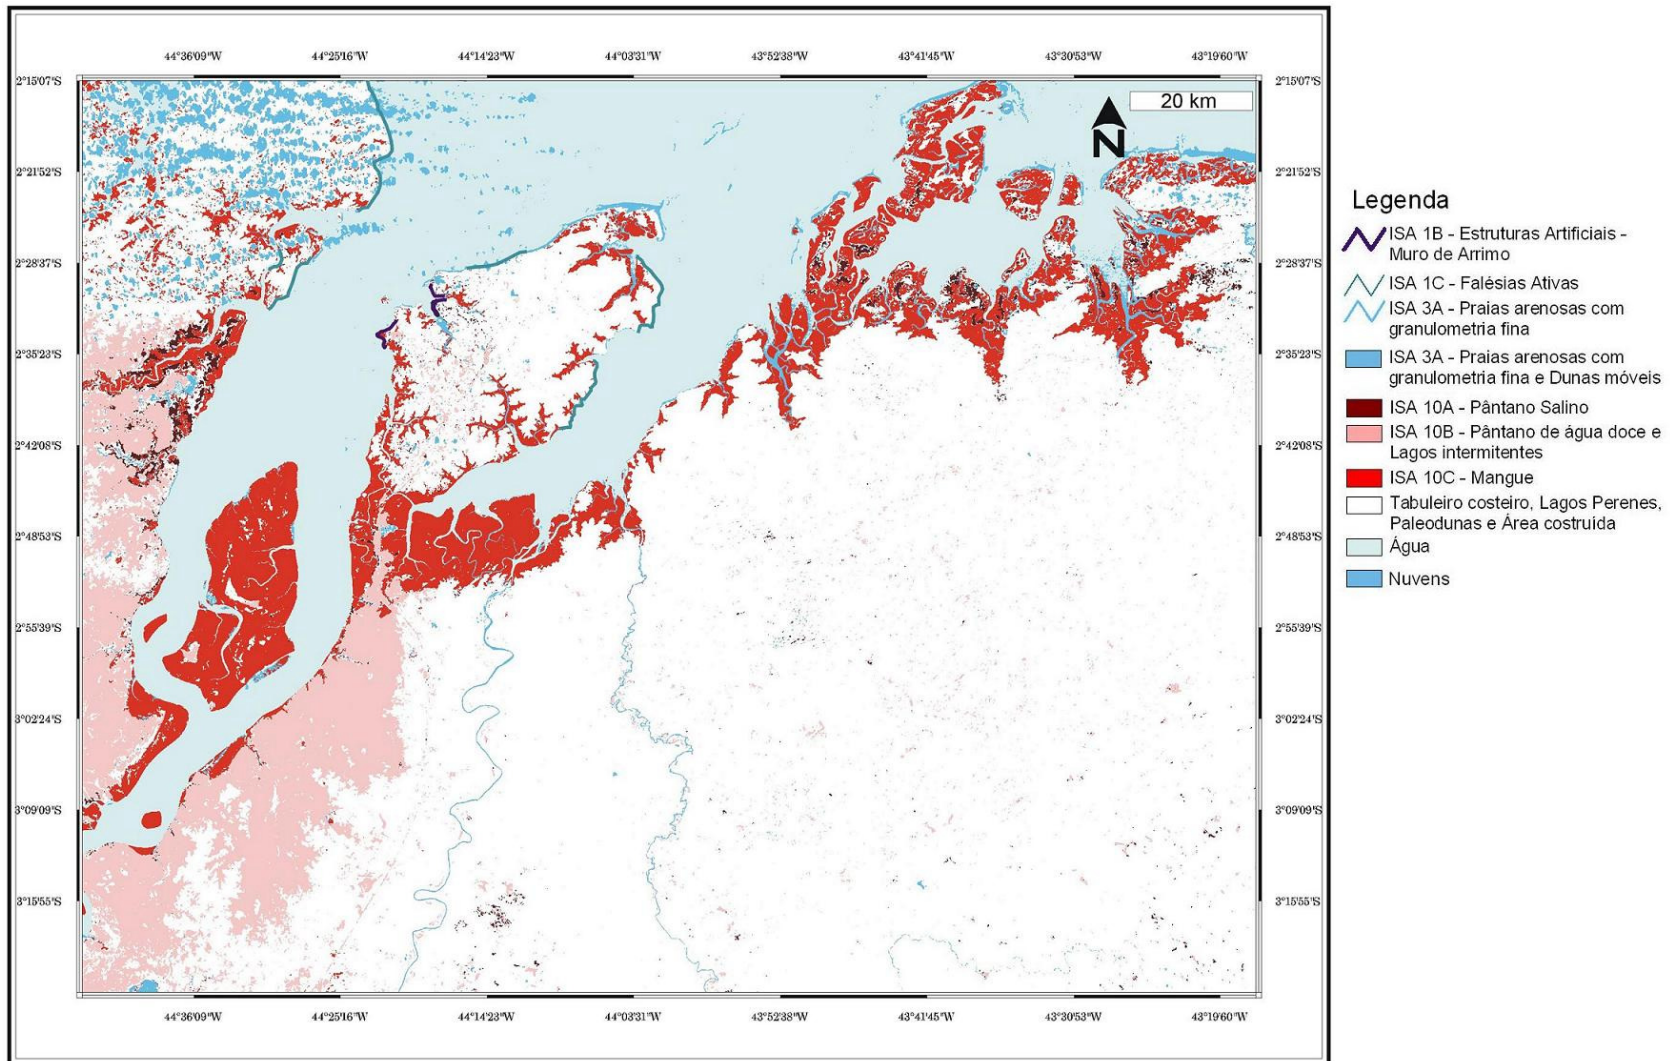 44°36'09"W 44°25'16"W 44°14'23"W 44°03'31"W 43°52'38"W 43°41'45"W 43°30'53"W 43°19'60"W
2°15'07"S 2°15'07"S
20 km
N
2°21'52"S 2°21'52"S
2°28'37"S 2°28'37"S
2°35'23"S 2°35'23"S
2°42'08"S 2°42'08"S
2°48'53"S 2°48'53"S
2°55'39"S 2°55'39"S
3°02'24"S 3°02'24"S
3°09'09"S 3°09'09"S
3°15'55"S 3°15'55"S
44°36'09"W 44°25'16"W 44°14'23"W 44°03'31"W 43°52'38"W 43°41'45"W 43°30'53"W 43°19'60"W
Legenda
ISA 1B - Estruturas Artificiais -
Muro de Arrimo
ISA 1C - Falésias Ativas
ISA 3A - Praias arenosas com
granulometria fina
ISA 3A - Praias arenosas com
granulometria fina e Dunas móveis
ISA 10A - Pântano Salino
ISA 10B - Pântano de água doce e
Lagos intermitentes
ISA 10C - Mangue
Tabuleiro costeiro, Lagos Perenes,
Paleodunas e Área costruída
Água
Nuvens